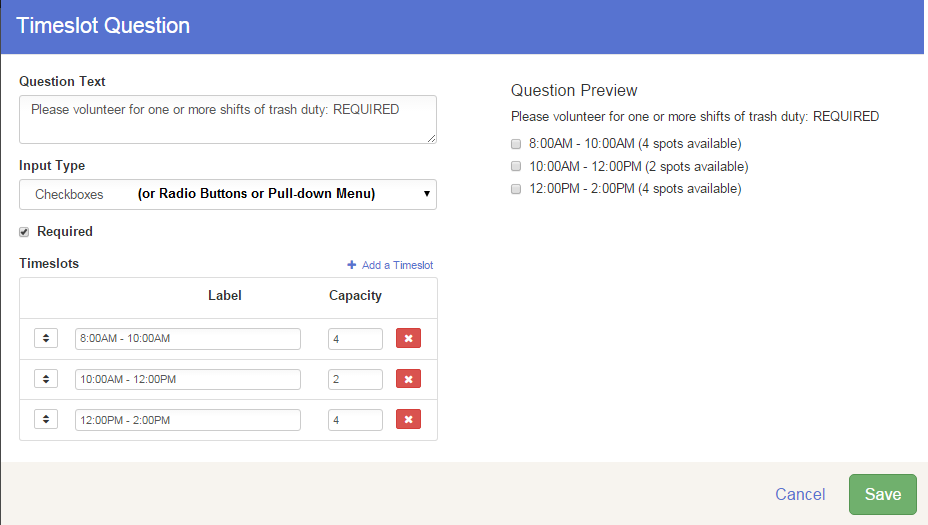 Timeslot Question
Question Text
Please volunteer for one or more shifts of trash duty: REQUIRED
Input Type
Checkboxes (or Radio Buttons or Pull-down Menu)
Required
Timeslots
Add a Timeslot
Label Capacity
8:00AM - 10:00AM 4
10:00AM - 12:00PM 2
12:00PM - 2:00PM 4
Question Preview
Please volunteer for one or more shifts of trash duty: REQUIRED
8:00AM - 10:00AM (4 spots available)
10:00AM - 12:00PM (2 spots available)
12:00PM - 2:00PM (4 spots available)
Cancel Save